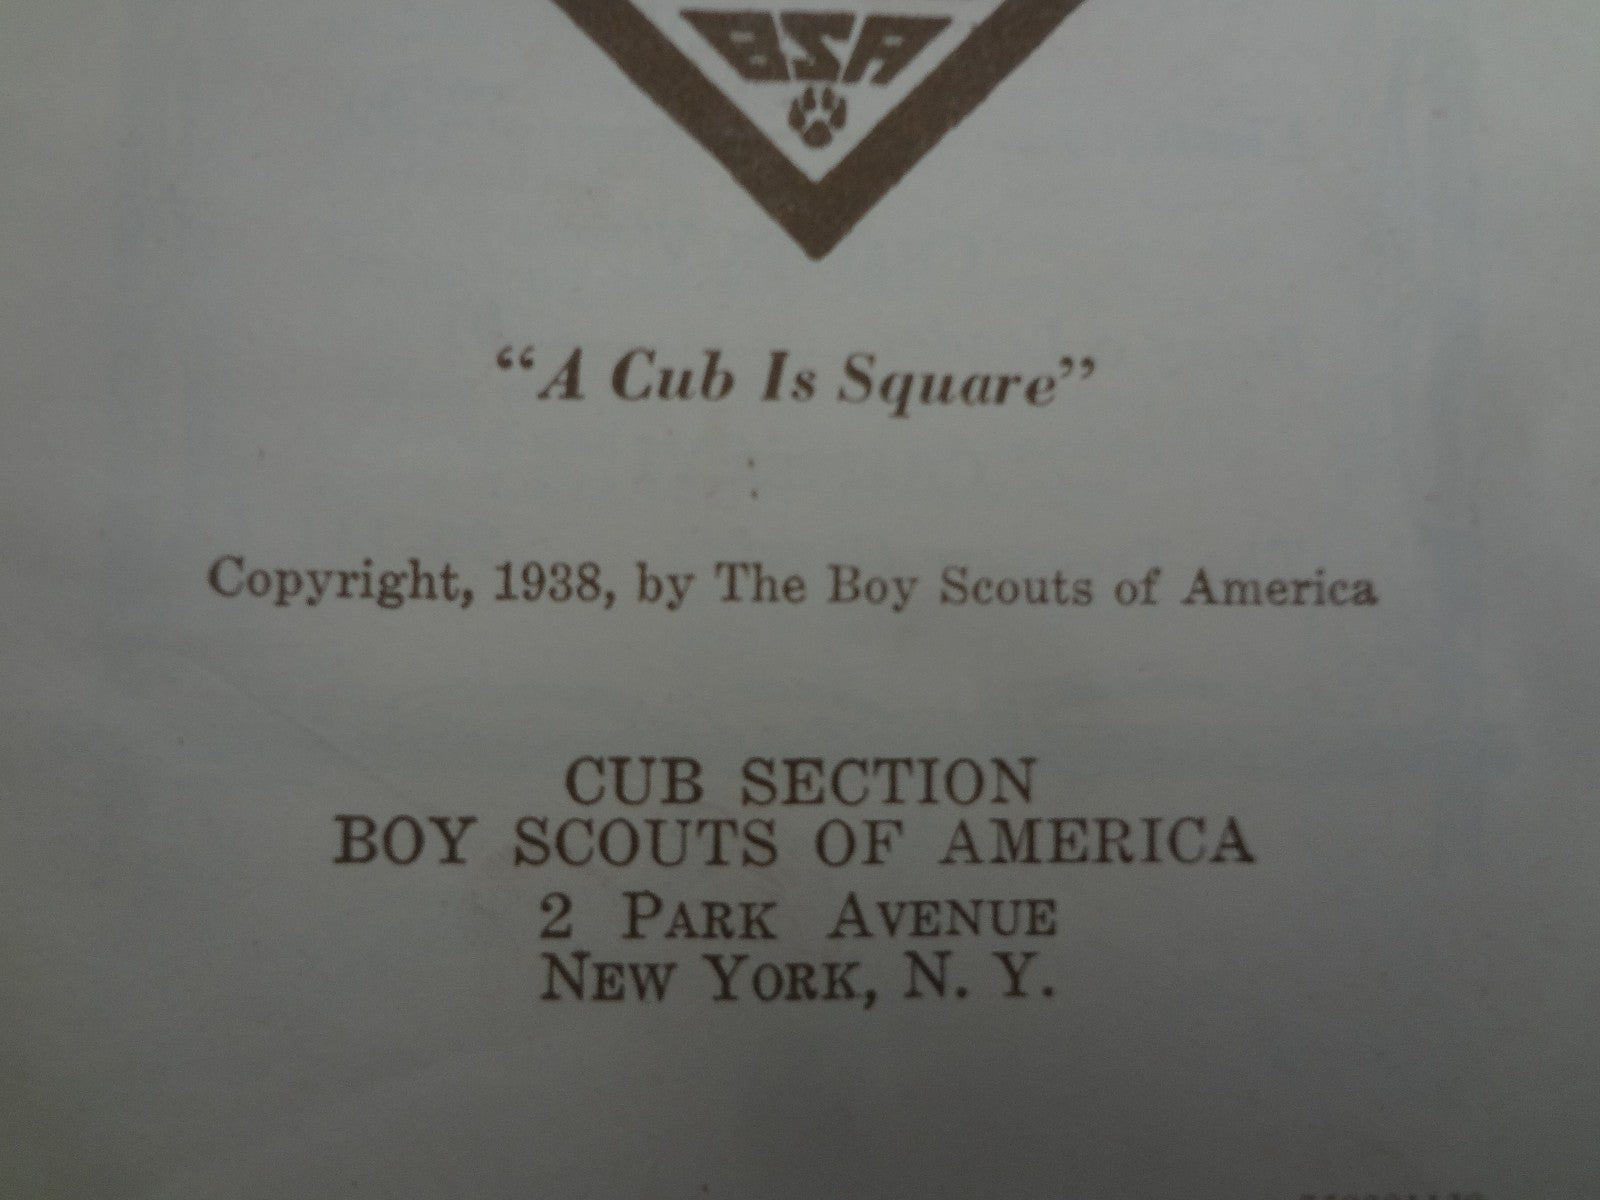 BSA
“A Cub Is Square”
Copyright, 1938, by The Boy Scouts of America
CUB SECTION
BOY SCOUTS OF AMERICA
2 PARK AVENUE
NEW YORK, N. Y.